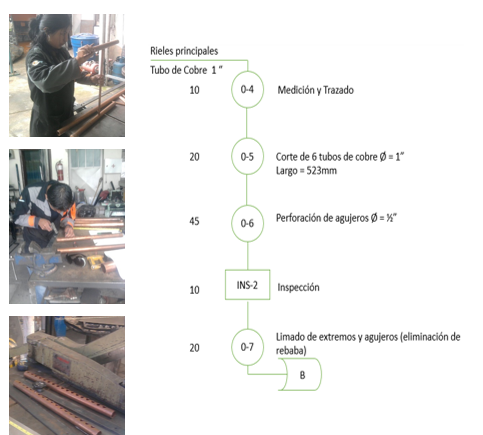 Rieles principales
Tubo de Cobre 1 "
10 0-4 Medición y Trazado
20 0-5 Corte de 6 tubos de cobre Ø = 1"
Largo = 523mm
45 0-6 Perforación de agujeros Ø = ½"
10 INS-2 Inspección
20 0-7 Limado de extremos y agujeros (eliminación de
rebaba)
B